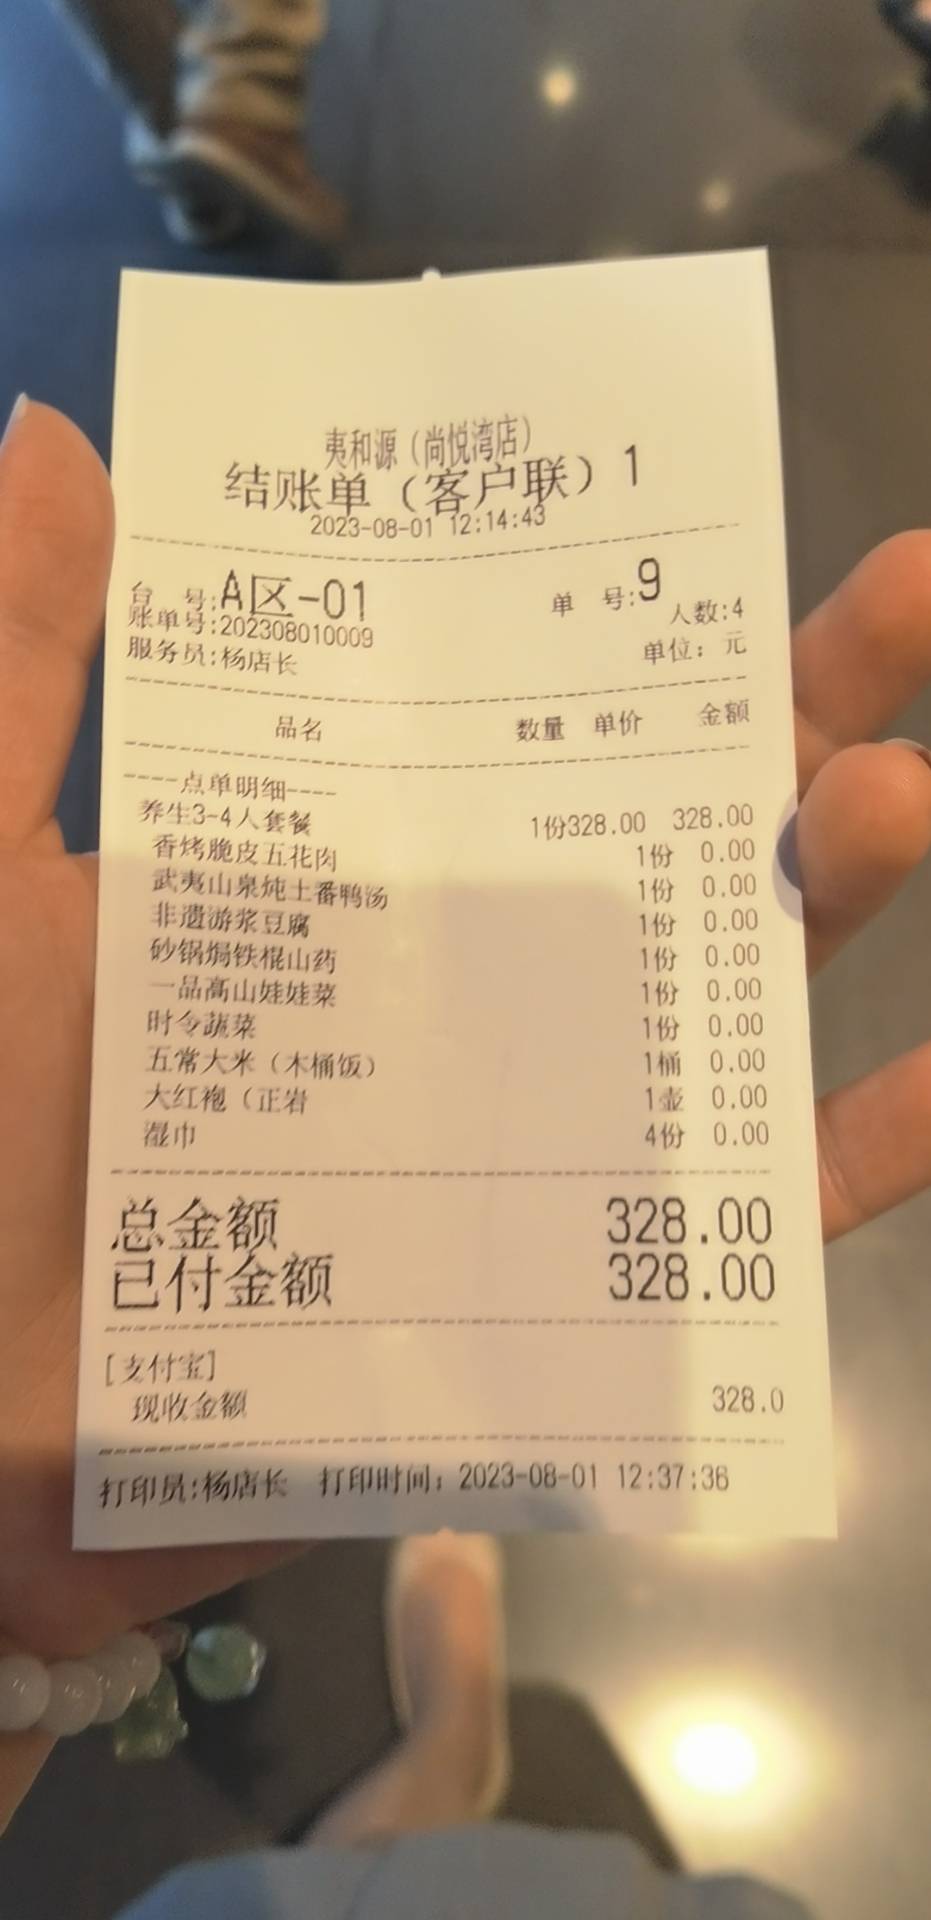 夷和源（尚悦湾店）
结账单（客户联）1
2023-08-01 12:14:43
台 号:A区-01 单 号:9
账单号:202308010009 人数:4
服务员:杨店长 单位：元
品名 数量 单价 金额
----点单明细----
养生3-4人套餐 1份328.00 328.00
香烤脆皮五花肉 1份 0.00
武夷山泉炖土番鸭汤 1份 0.00
非遗游浆豆腐 1份 0.00
砂锅焗铁棍山药 1份 0.00
一品高山娃娃菜 1份 0.00
时令蔬菜 1份 0.00
五常大米（木桶饭） 1桶 0.00
大红袍（正岩 1壶 0.00
湿巾 4份 0.00
总金额 328.00
已付金额 328.00
[支付宝]
现收金额 328.0
打印员:杨店长 打印时间：2023-08-01 12:37:36